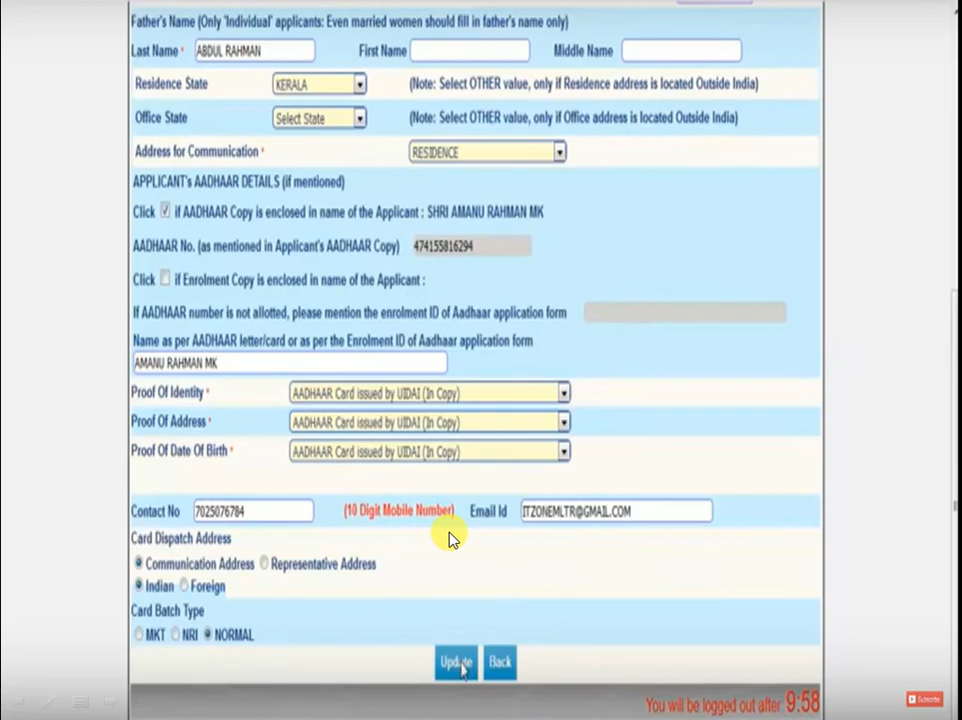 Father's Name (Only 'Individual' applicants: Even married women should fill in father's name only)
Last Name * ABDUL RAHMAN First Name Middle Name
Residence State KERALA (Note: Select OTHER value, only if Residence address is located Outside India)
Office State Select State (Note: Select OTHER value, only if Office address is located Outside India)
Address for Communication * RESIDENCE
APPLICANT's AADHAAR DETAILS (if mentioned)
Click if AADHAAR Copy is enclosed in name of the Applicant : SHRI AMANU RAHMAN MK
AADHAAR No. (as mentioned in Applicant's AADHAAR Copy) 474155816294
Click if Enrolment Copy is enclosed in name of the Applicant :
If AADHAAR number is not allotted, please mention the enrolment ID of Aadhaar application form
Name as per AADHAAR letter/card or as per the Enrolment ID of Aadhaar application form
AMANU RAHMAN MK
Proof Of Identity * AADHAAR Card issued by UIDAI (In Copy)
Proof Of Address * AADHAAR Card issued by UIDAI (In Copy)
Proof Of Date Of Birth * AADHAAR Card issued by UIDAI (In Copy)
Contact No 7025076784 (10 Digit Mobile Number) Email Id ITZONEMLTR@GMAIL.COM
Card Dispatch Address
Communication Address Representative Address
Indian Foreign
Card Batch Type
MKT NRI NORMAL
Update Back
You will be logged out after 9:58
Subscribe